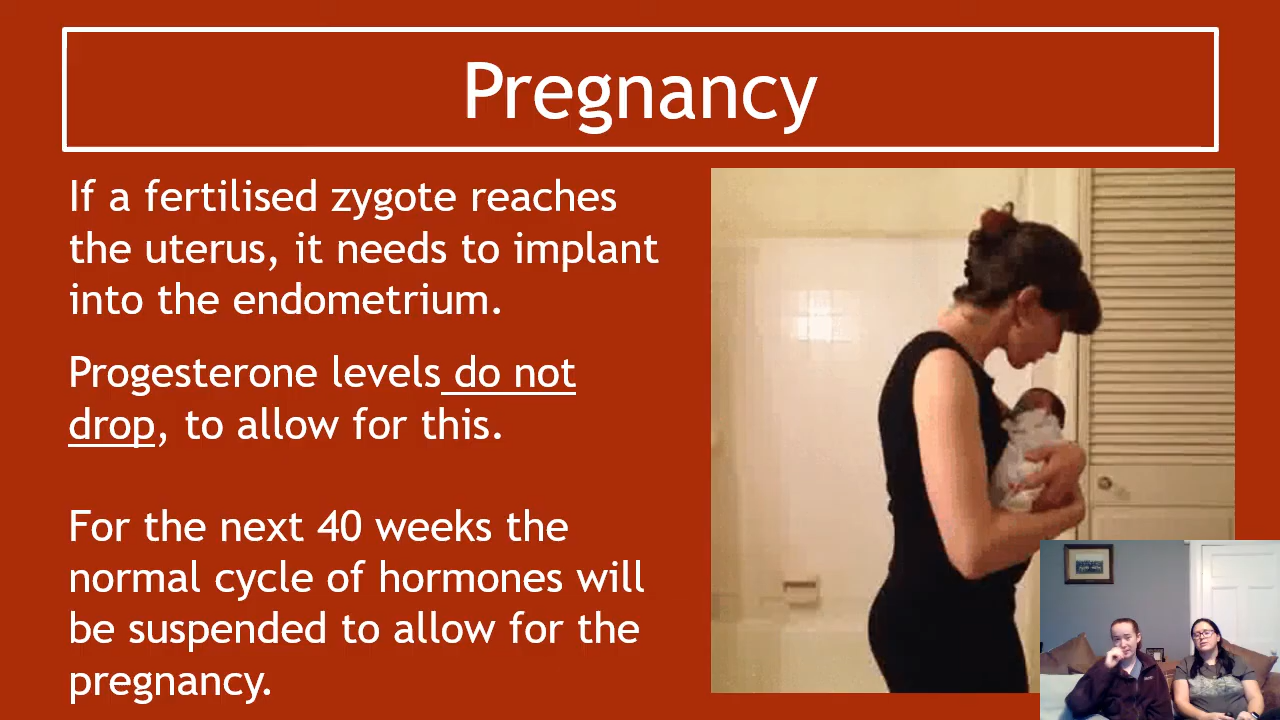 Pregnancy
If a fertilised zygote reaches
the uterus, it needs to implant
into the endometrium.
Progesterone levels do not
drop, to allow for this.
For the next 40 weeks the
normal cycle of hormones will
be suspended to allow for the
pregnancy.